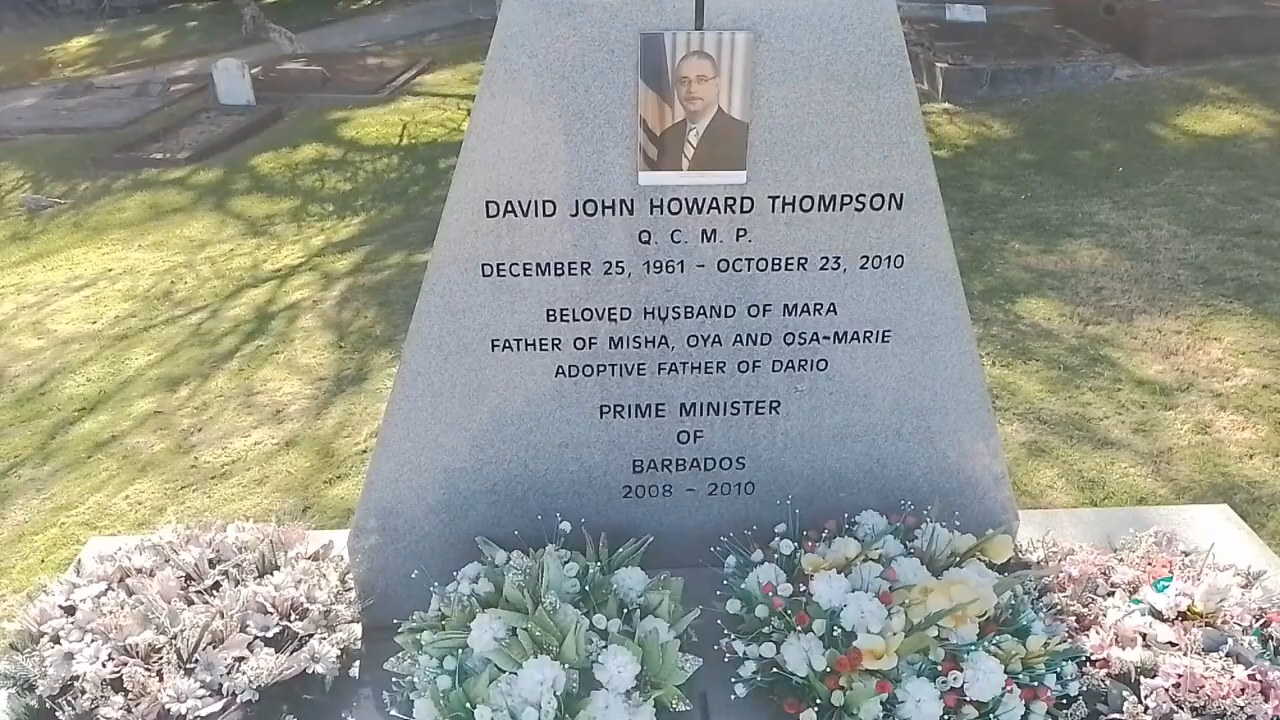 DAVID JOHN HOWARD THOMPSON
Q. C. M. P.
DECEMBER 25, 1961 - OCTOBER 23, 2010
BELOVED HUSBAND OF MARA
FATHER OF MISHA, OYA AND OSA-MARIE
ADOPTIVE FATHER OF DARIO
PRIME MINISTER
OF
BARBADOS
2008 - 2010